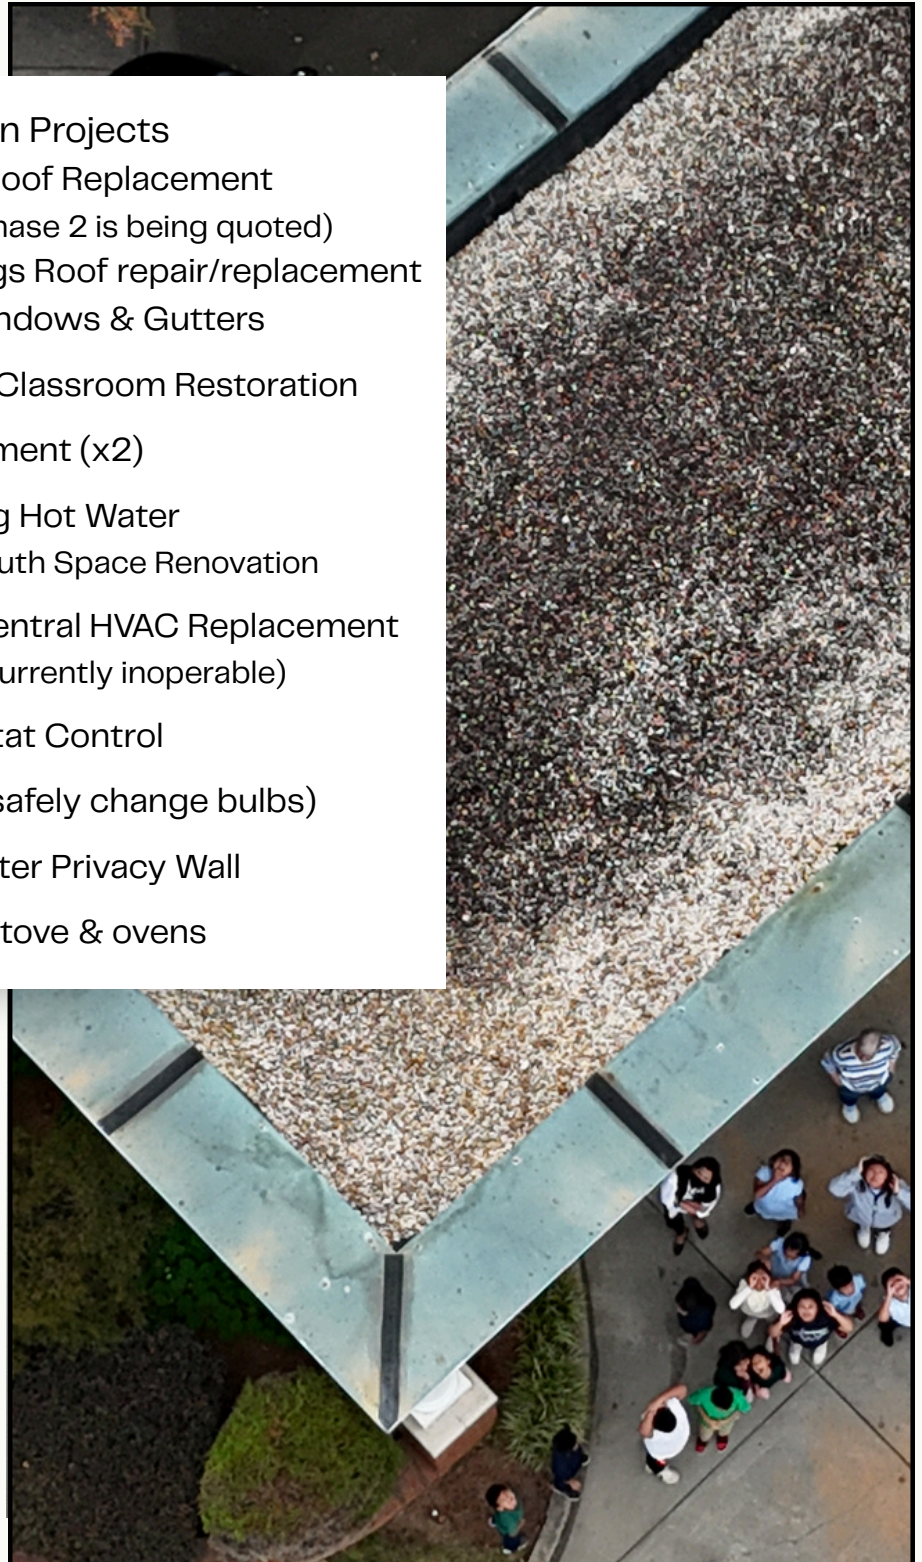 n Projects
oof Replacement
hase 2 is being quoted)
gs Roof repair/replacement
ndows & Gutters
Classroom Restoration
ment (x2)
g Hot Water
uth Space Renovation
entral HVAC Replacement
urrently inoperable)
tat Control
safely change bulbs)
ter Privacy Wall
tove & ovens